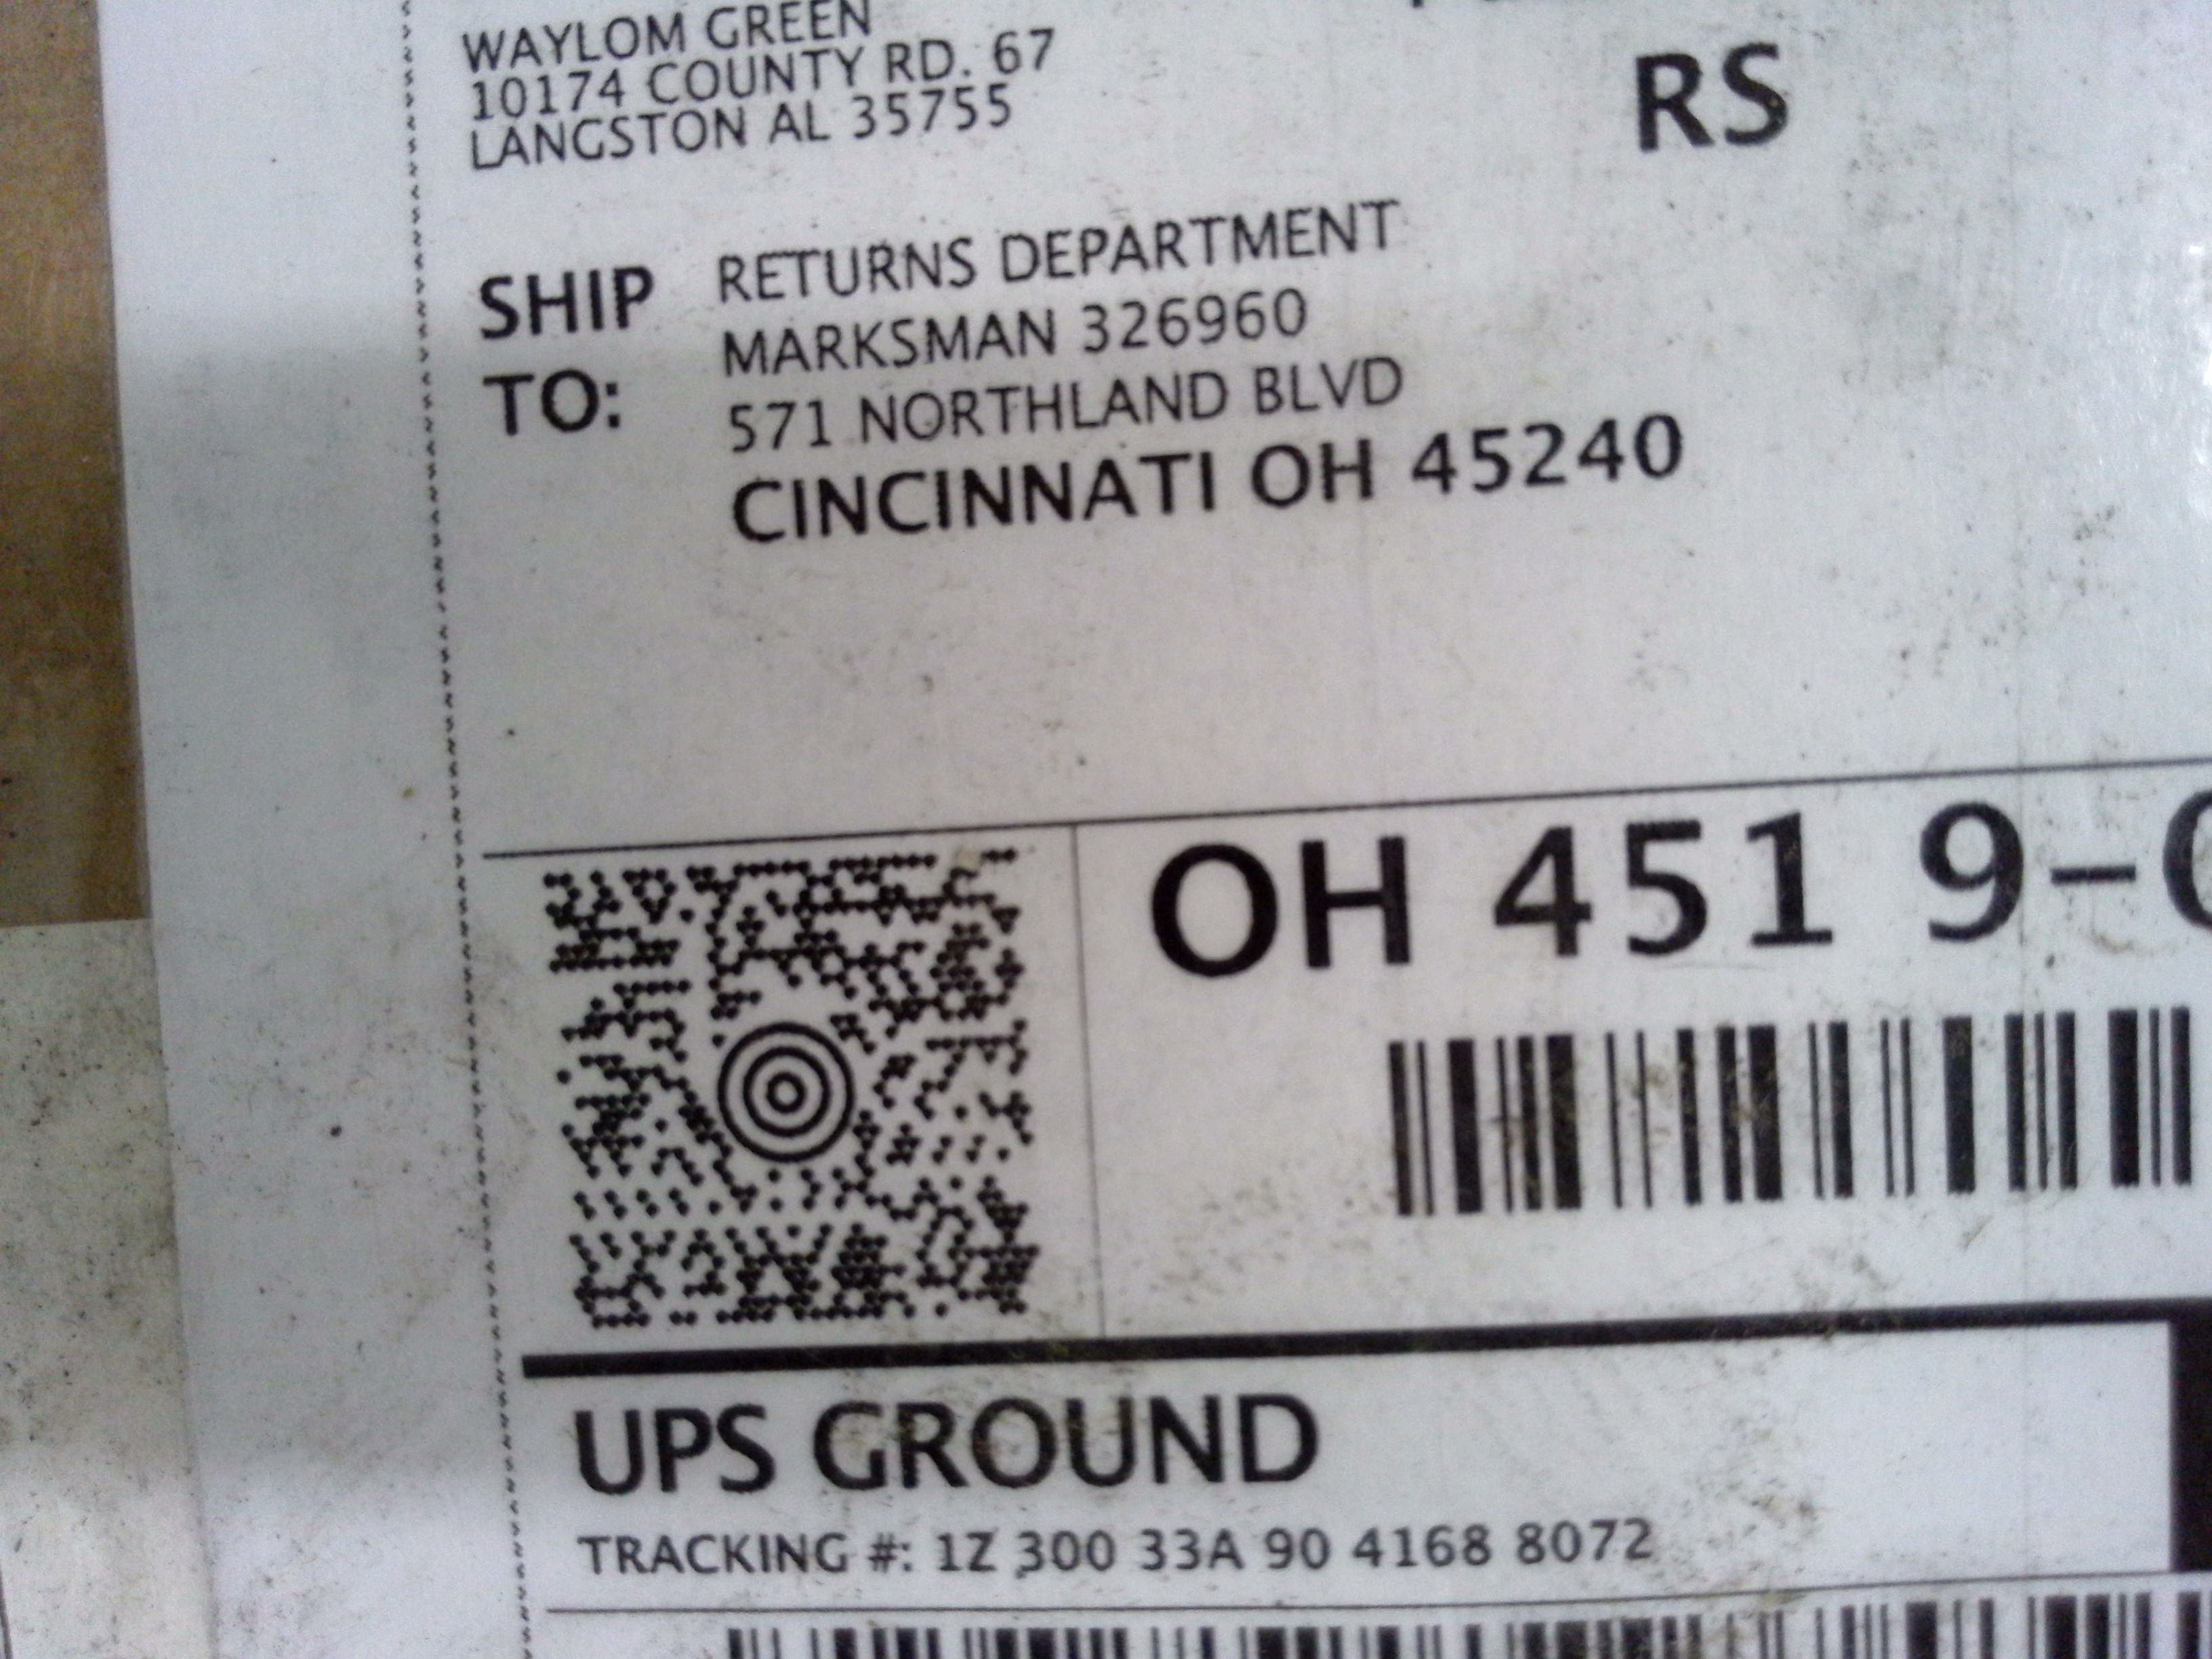 WAYLOM GREEN
10174 COUNTY RD. 67
LANGSTON AL 35755
RS
SHIP TO:
RETURNS DEPARTMENT
MARKSMAN 326960
571 NORTHLAND BLVD
CINCINNATI OH 45240
OH 451 9-
UPS GROUND
TRACKING #: 1Z 300 33A 90 4168 8072